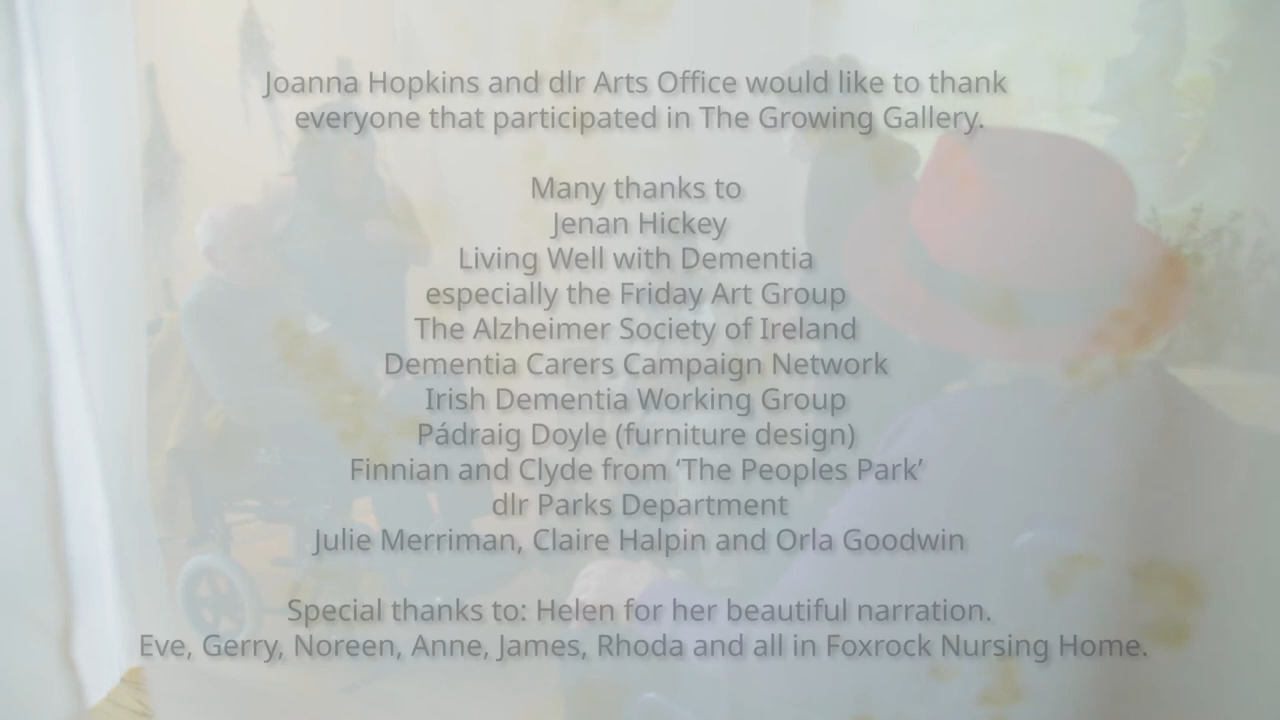 Joanna Hopkins and dlr Arts Office would like to thank
everyone that participated in The Growing Gallery.
Many thanks to
Jenan Hickey
Living Well with Dementia
especially the Friday Art Group
The Alzheimer Society of Ireland
Dementia Carers Campaign Network
Irish Dementia Working Group
Pádraig Doyle (furniture design)
Finnian and Clyde from ‘The Peoples Park’
dlr Parks Department
Julie Merriman, Claire Halpin and Orla Goodwin
Special thanks to: Helen for her beautiful narration.
Eve, Gerry, Noreen, Anne, James, Rhoda and all in Foxrock Nursing Home.